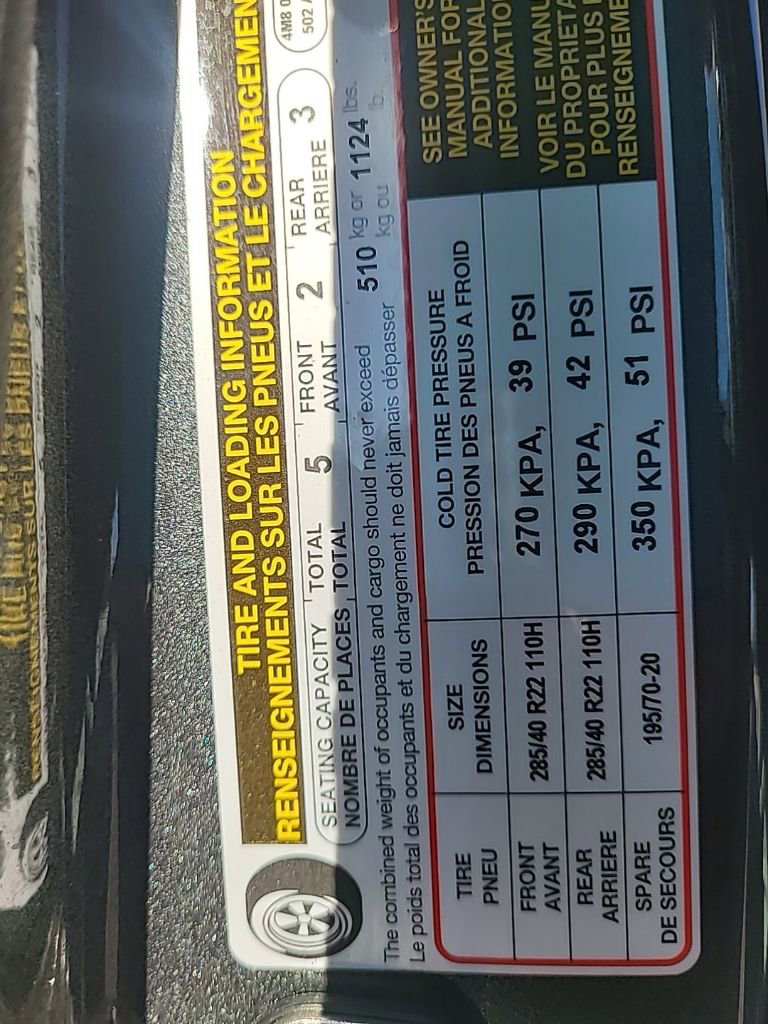 TIRE AND LOADING INFORMATION
RENSEIGNEMENTS SUR LES PNEUS ET LE CHARGEMEN
SEATING CAPACITY TOTAL 5 FRONT 2 REAR 3
NOMBRE DE PLACES TOTAL AVANT ARRIERE
4M8 0
502
The combined weight of occupants and cargo should never exceed 510 kg or 1124 lbs.
Le poids total des occupants et du chargement ne doit jamais dépasser kg ou lb.
TIRE SIZE COLD TIRE PRESSURE
PNEU DIMENSIONS PRESSION DES PNEUS A FROID
FRONT 285/40 R22 110H 270 KPA, 39 PSI
AVANT
REAR 285/40 R22 110H 290 KPA, 42 PSI
ARRIERE
SPARE 195/70-20 350 KPA, 51 PSI
DE SECOURS
SEE OWNER'S
MANUAL FOR
ADDITIONAL
INFORMATIO
VOIR LE MANU
DU PROPRIETA
POUR PLUS
RENSEIGNEME